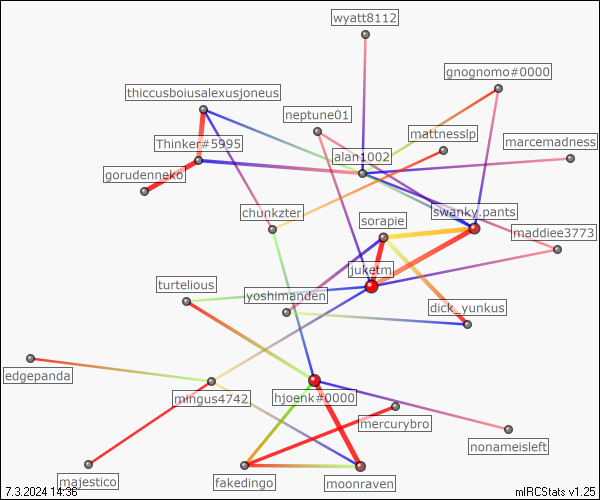 wyatt8112
gnognomo#0000
thiccusboiusalexusjoneus
neptune01
mattnesslp
Thinker#5995
marcemadness
alan1002
gorudenneko
chunkzter
swanky.pants
sorapie
maddiee3773
juketm
turtelious
yoshimanden
dick_yunkus
edgepanda
mingus4742
hjoenk#0000
mercurybro
nonameisleft
majestico
fakedingo
moonraven
7.3.2024 14:36
mIRCStats v1.25